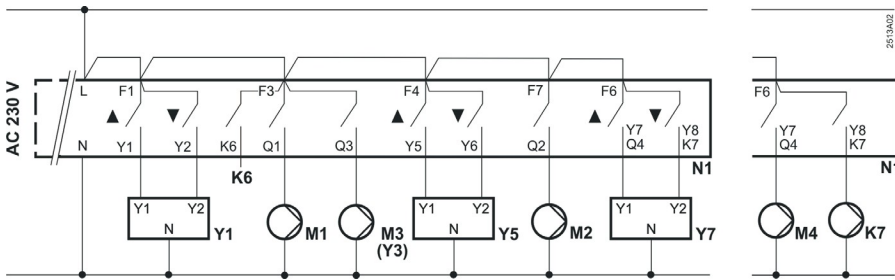 2513A02
AC 230 V
L F1 F3 F4 F7 F6 F6
Y7 Y8 Y7 Y8
N Y1 Y2 K6 Q1 Q3 Y5 Y6 Q2 Q4 K7 Q4 K7
K6 N1 N1
Y1 Y2 Y1 Y2 Y1 Y2
N Y1 M1 M3 N Y5 M2 N Y7 M4 K7
(Y3)